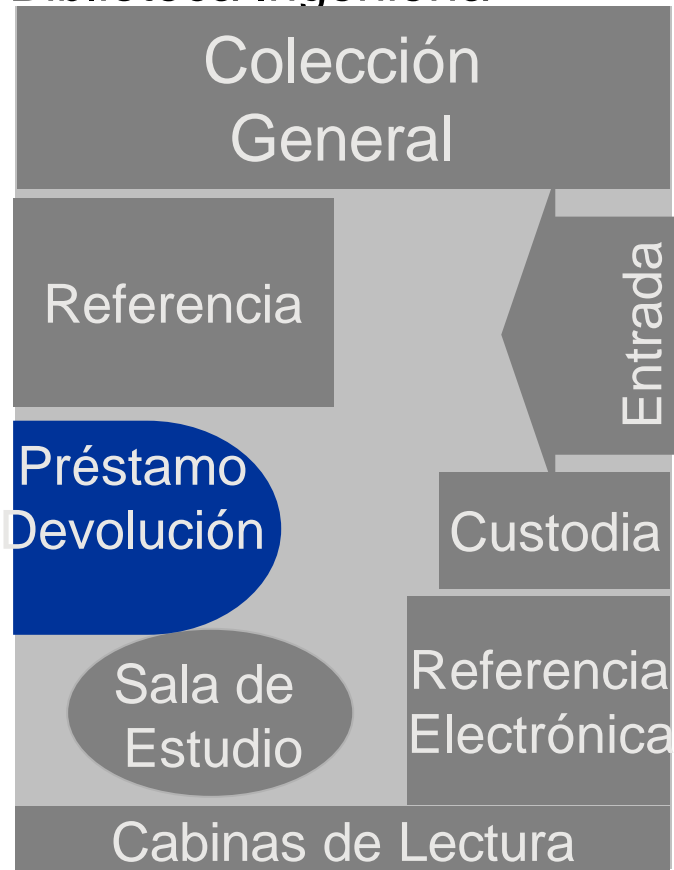 Colección
General
Referencia
Entrada
Préstamo
Devolución
Custodia
Sala de
Estudio
Referencia
Electrónica
Cabinas de Lectura